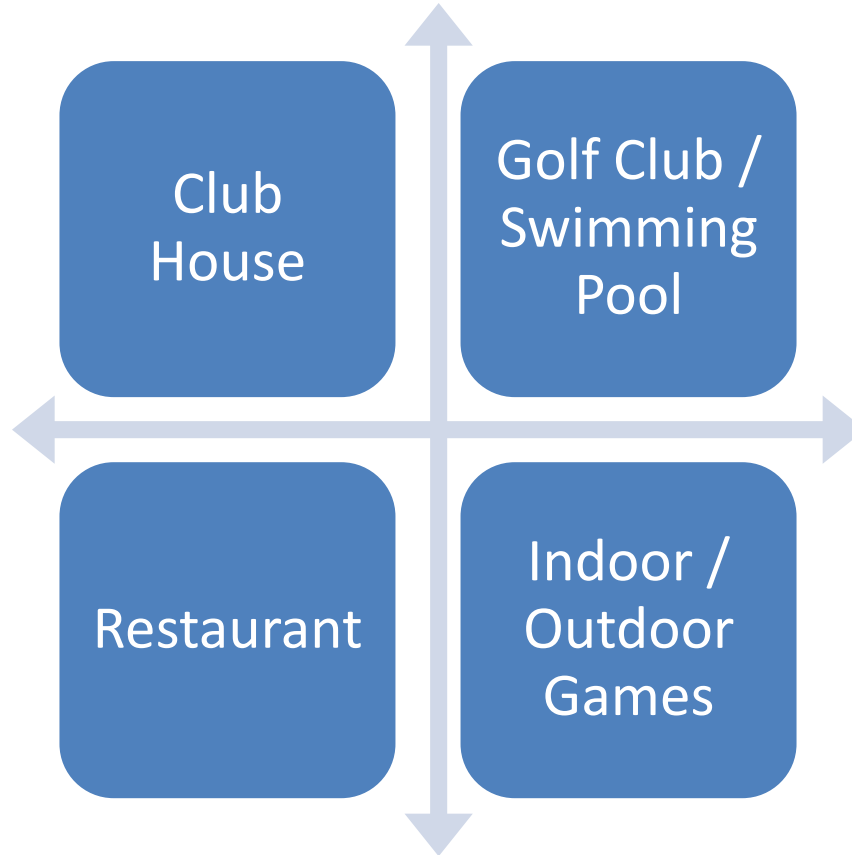 Club
House
Golf Club /
Swimming
Pool
Restaurant
Indoor /
Outdoor
Games